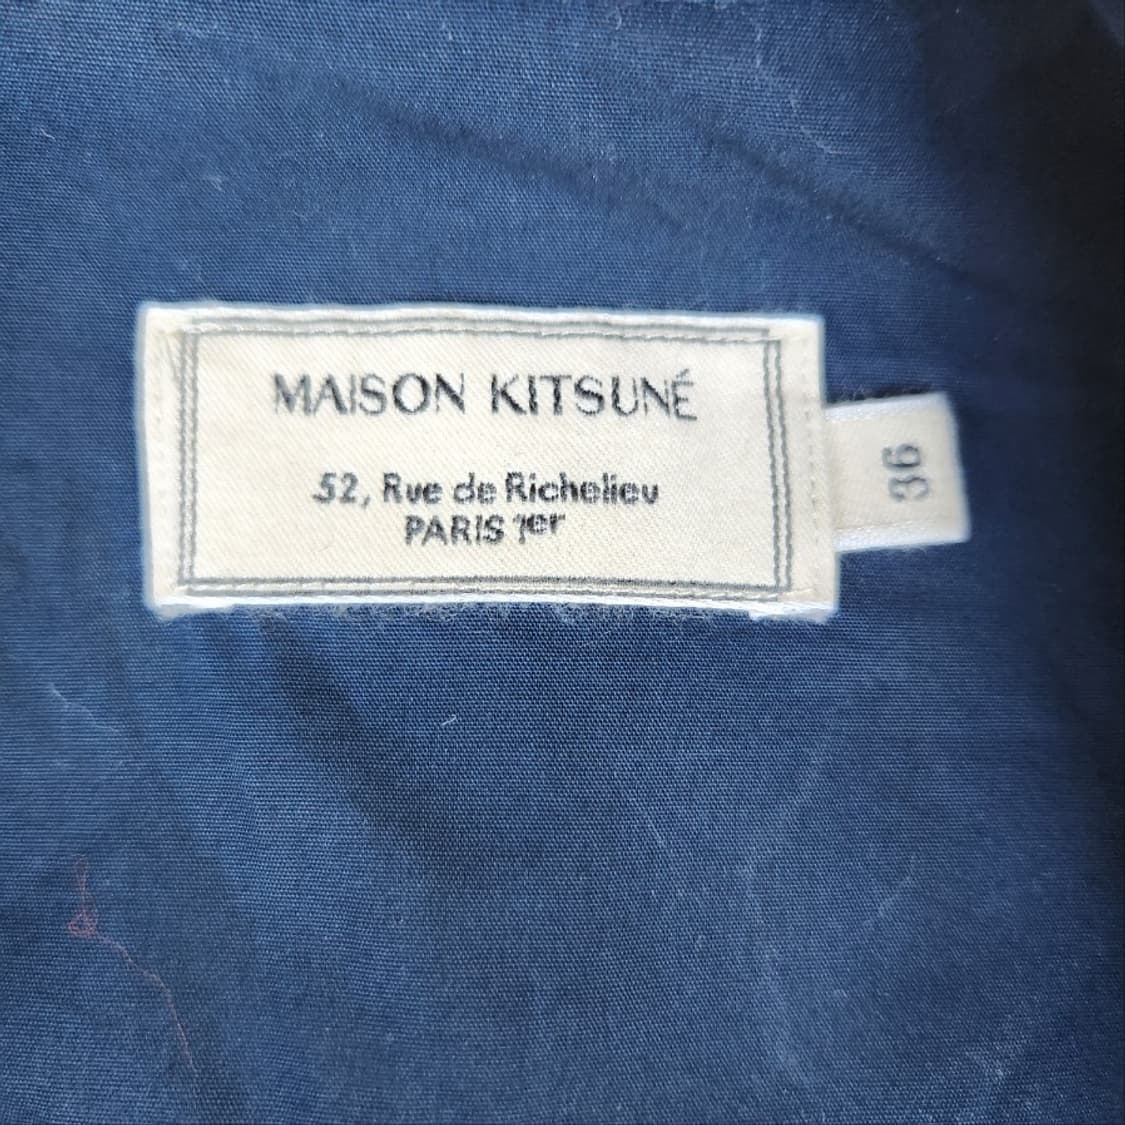 MAISON KITSUNÉ
52, Rue de Richelieu
PARIS 1er
36